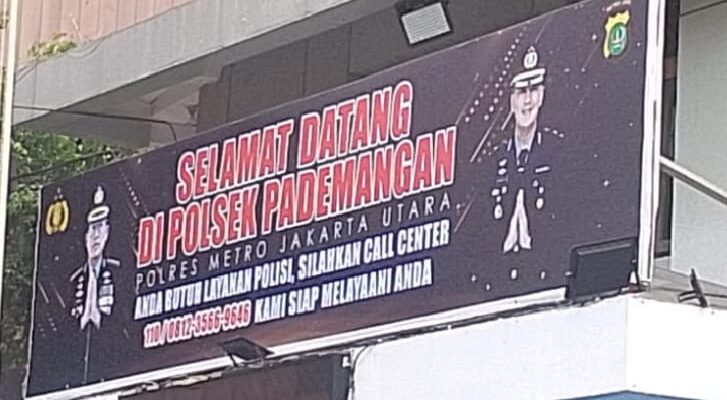 SELAMAT DATANG
DI POLSEK PADEMANGAN
POLRES METRO JAKARTA UTARA
ANDA BUTUH LAYANAN POLISI, SILAHKAN CALL CENTER
110/0812-3566-9646 KAMI SIAP MELAYAANI ANDA